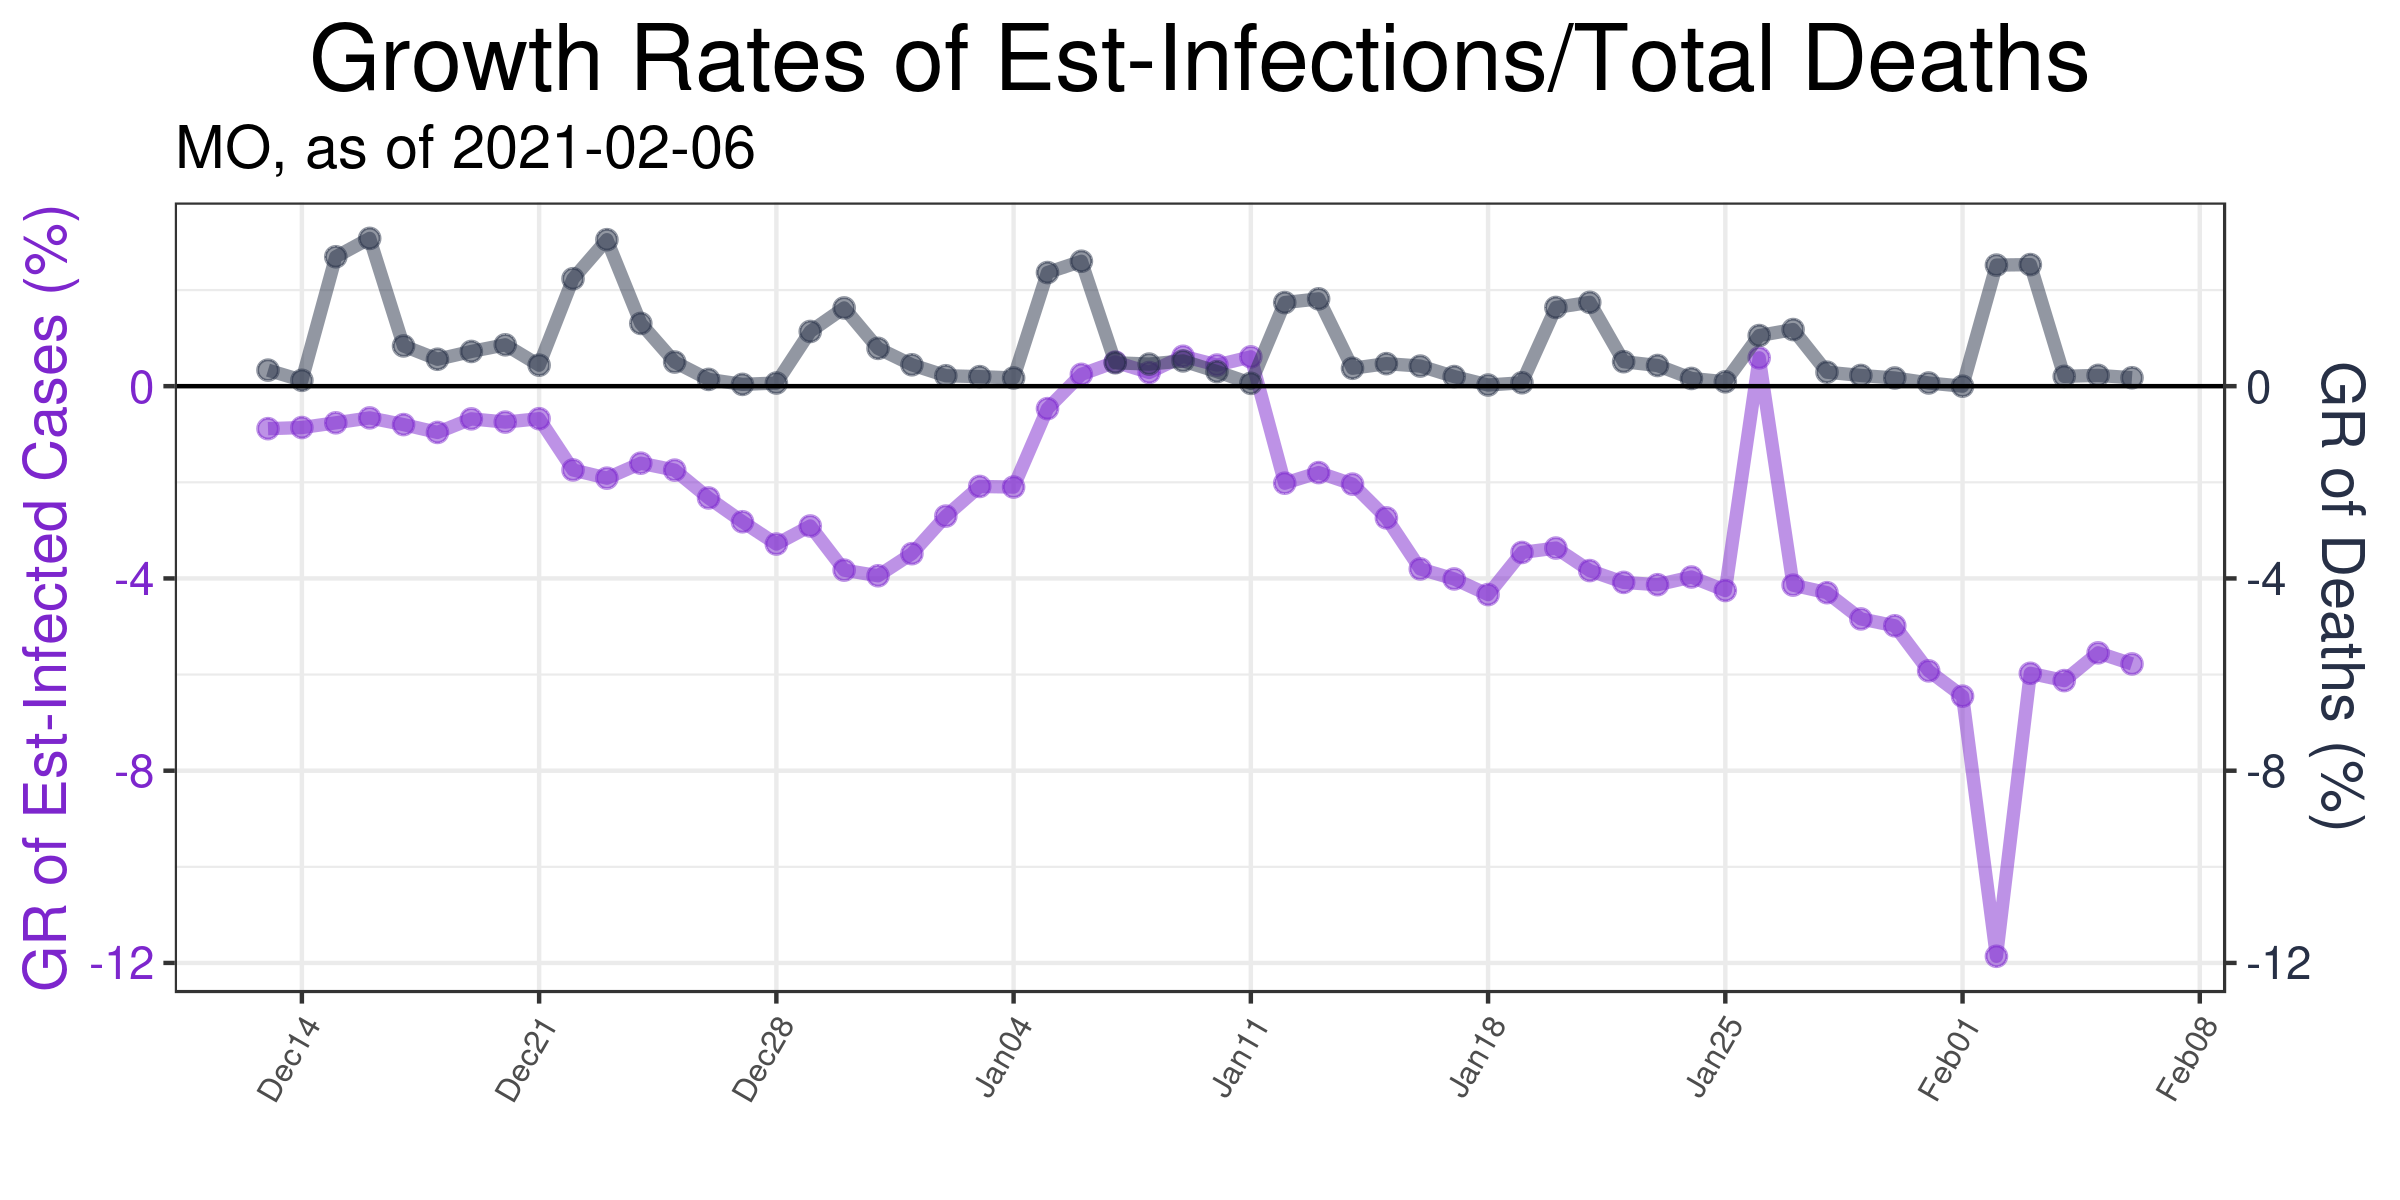 Growth Rates of Est-Infections/Total Deaths
MO, as of 2021-02-06
GR of Est-Infected Cases (%)
0
-4
-8
-12
0
-4
-8
-12
GR of Deaths (%)
Dec14
Dec21
Dec28
Jan04
Jan11
Jan18
Jan25
Feb01
Feb08